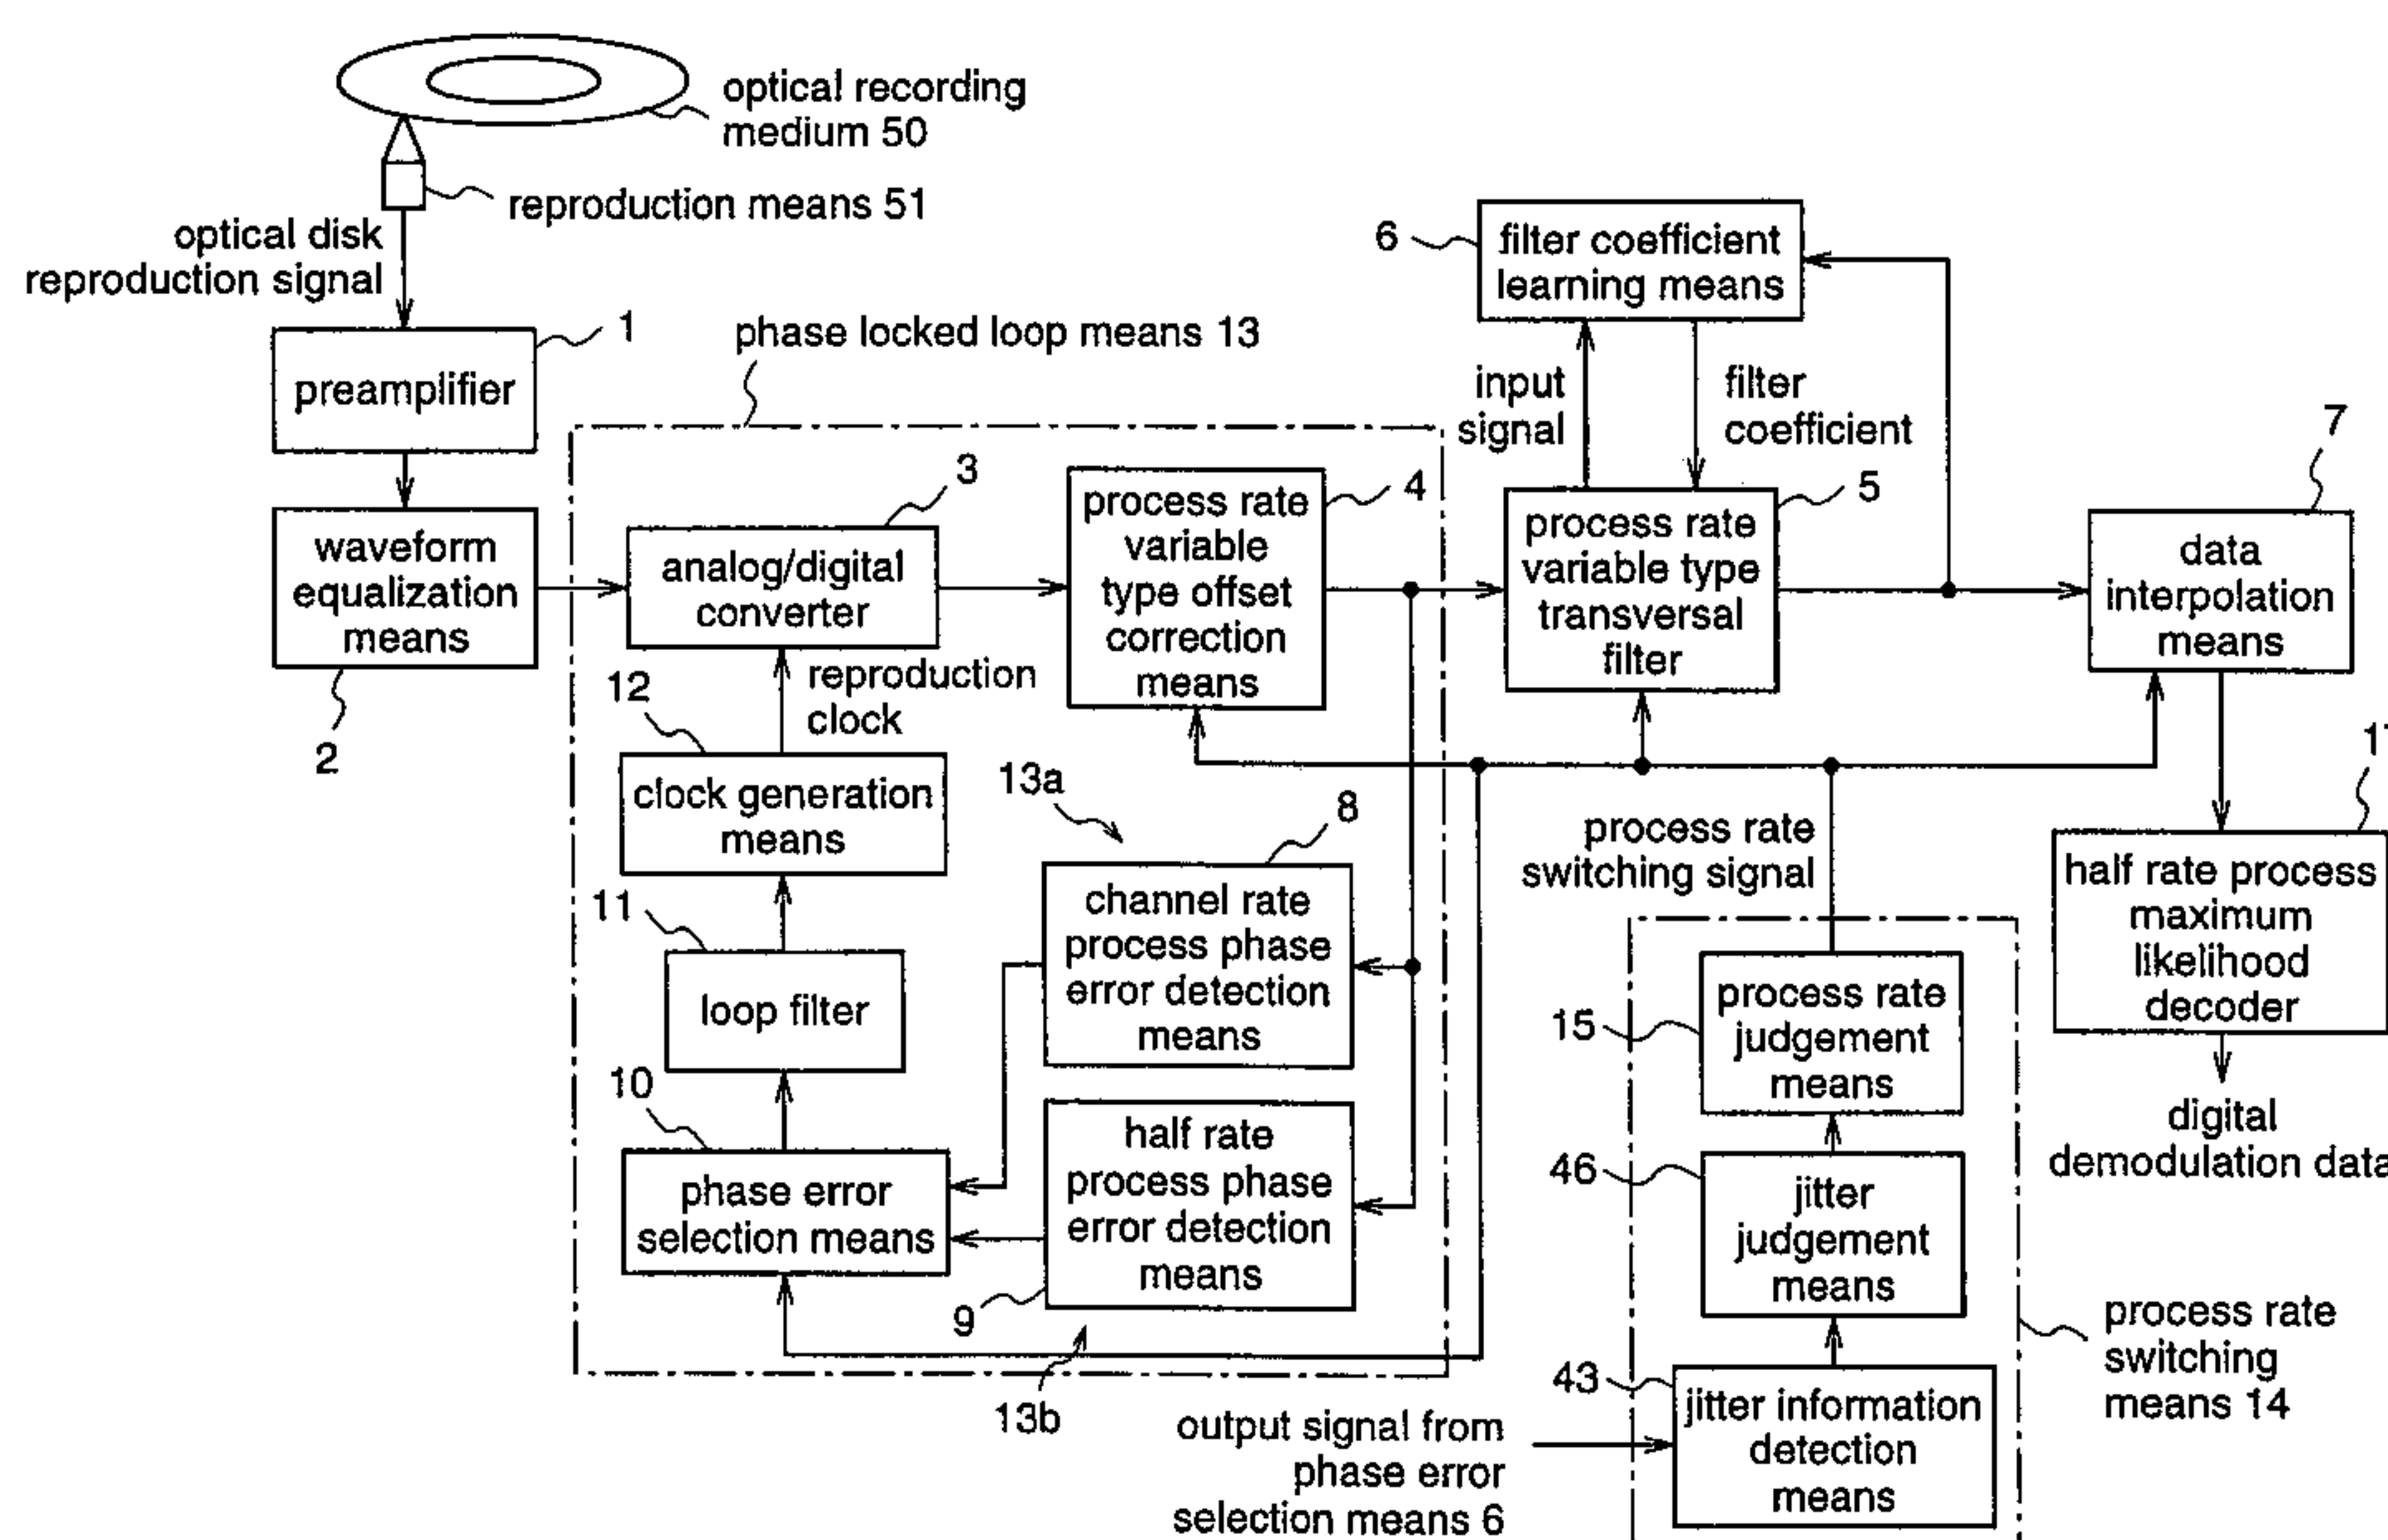 optical recording
medium 50
reproduction means 51
optical disk
reproduction signal
1
preamplifier
phase locked loop means 13
6
filter coefficient
learning means
input
signal
filter
coefficient
waveform
equalization
means
2
3
analog/digital
converter
4
process rate
variable
type offset
correction
means
5
process rate
variable type
transversal
filter
7
data
interpolation
means
12
reproduction
clock
clock generation
means
13a
8
channel rate
process phase
error detection
means
process rate
switching signal
half rate process
maximum
likelihood
decoder
11
loop filter
15
process rate
judgement
means
digital
demodulation data
10
phase error
selection means
half rate
process phase
error detection
means
9
13b
46
jitter
judgement
means
process rate
switching
means 14
43
jitter information
detection
means
output signal from
phase error
selection means 6